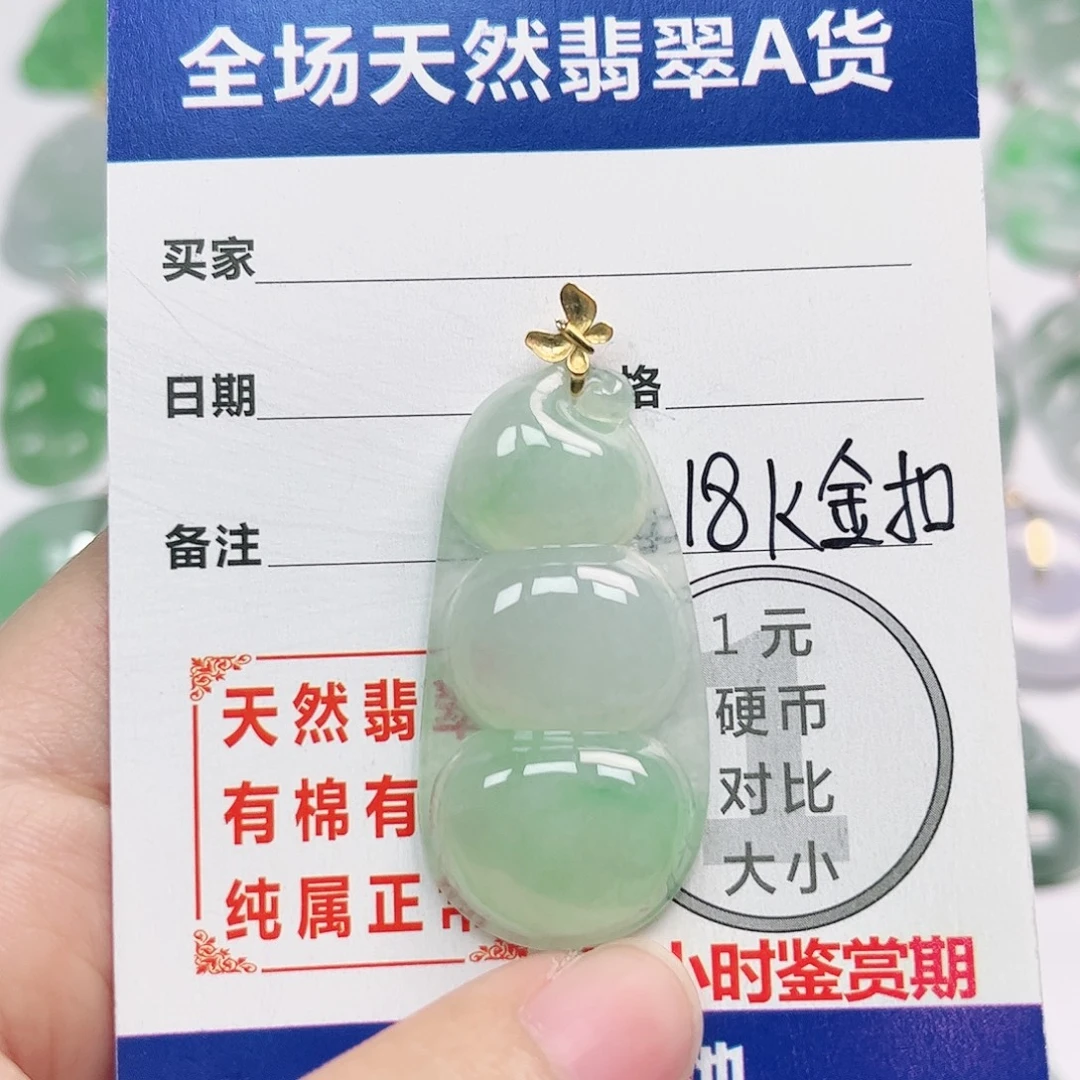 全场天然翡翠A货
买家
日期
格
备注
18K金扣
1元
硬币
对比
大小
天然翡翠
有棉有
纯属正常
小时鉴赏期